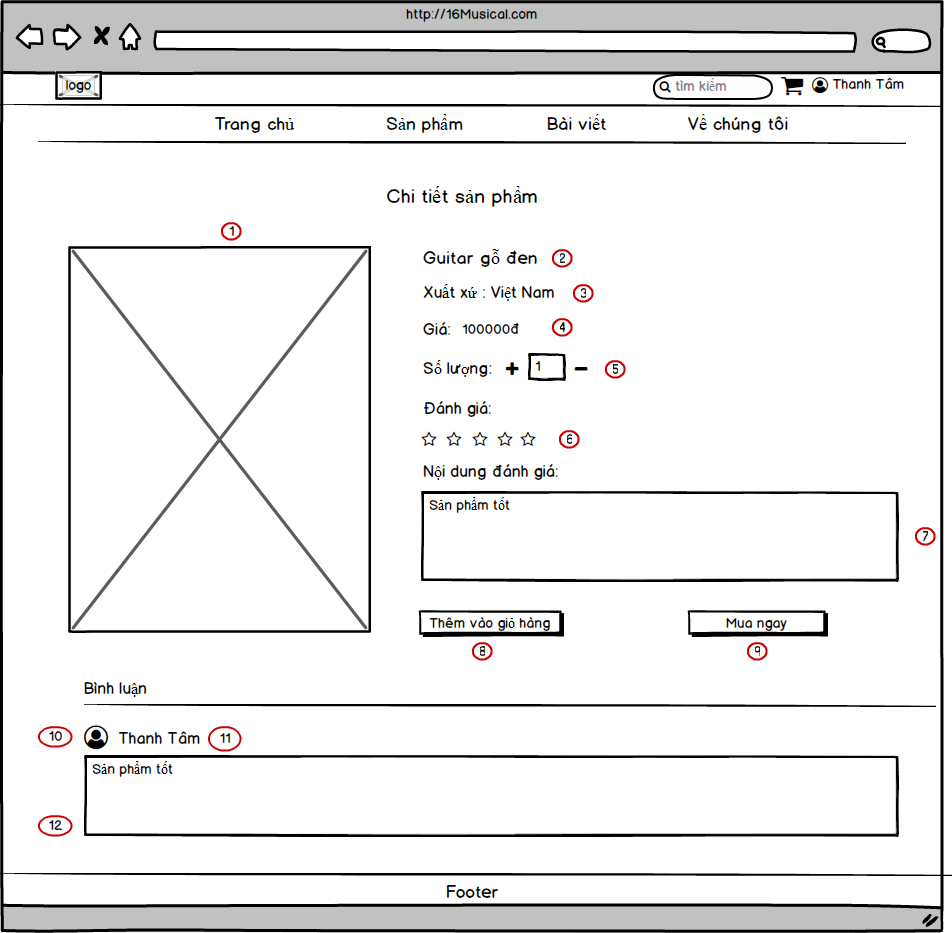 http://16Musical.com
logo
tìm kiếm
Thanh Tâm
Trang chủ
Sản phẩm
Bài viết
Về chúng tôi
Chi tiết sản phẩm
1
Guitar gỗ đen 2
Xuất xứ : Việt Nam 3
Giá: 100000đ 4
Số lượng: + 1 - 5
Đánh giá:
6
Nội dung đánh giá:
Sản phẩm tốt
7
Thêm vào giỏ hàng
Mua ngay
8
9
Bình luận
10 Thanh Tâm 11
Sản phẩm tốt
12
Footer